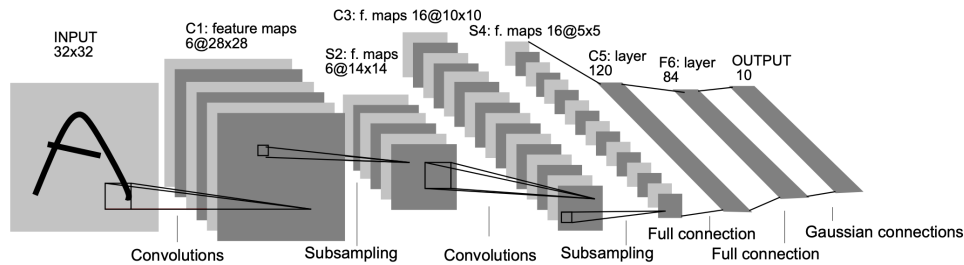 INPUT
32x32
C1: feature maps
6@28x28
S2: f. maps
6@14x14
C3: f. maps 16@10x10
S4: f. maps 16@5x5
C5: layer
120
F6: layer
84
OUTPUT
10
Convolutions
Subsampling
Convolutions
Subsampling
Full connection
Full connection
Gaussian connections